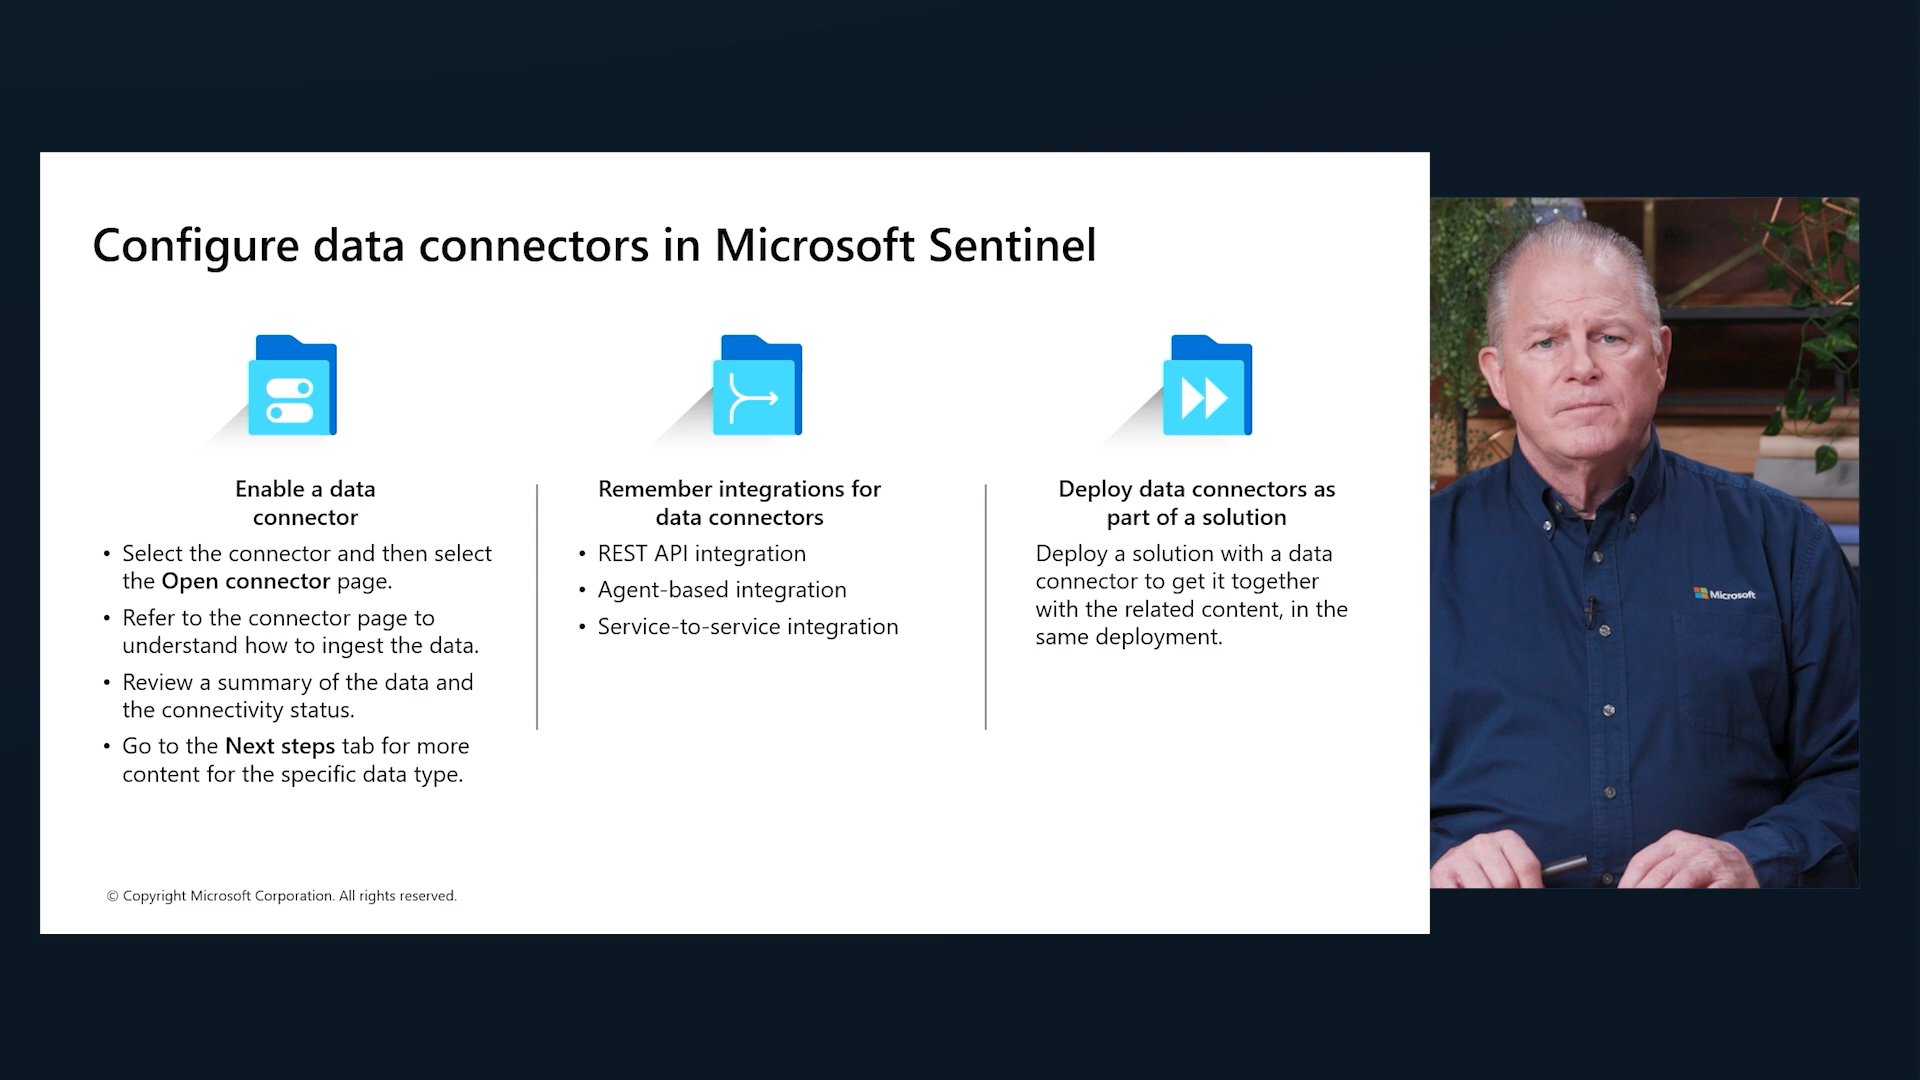 Configure data connectors in Microsoft Sentinel
Enable a data
connector
• Select the connector and then select
the Open connector page.
• Refer to the connector page to
understand how to ingest the data.
• Review a summary of the data and
the connectivity status.
• Go to the Next steps tab for more
content for the specific data type.
Remember integrations for
data connectors
• REST API integration
• Agent-based integration
• Service-to-service integration
Deploy data connectors as
part of a solution
Deploy a solution with a data
connector to get it together
with the related content, in the
same deployment.
© Copyright Microsoft Corporation. All rights reserved.
Microsoft